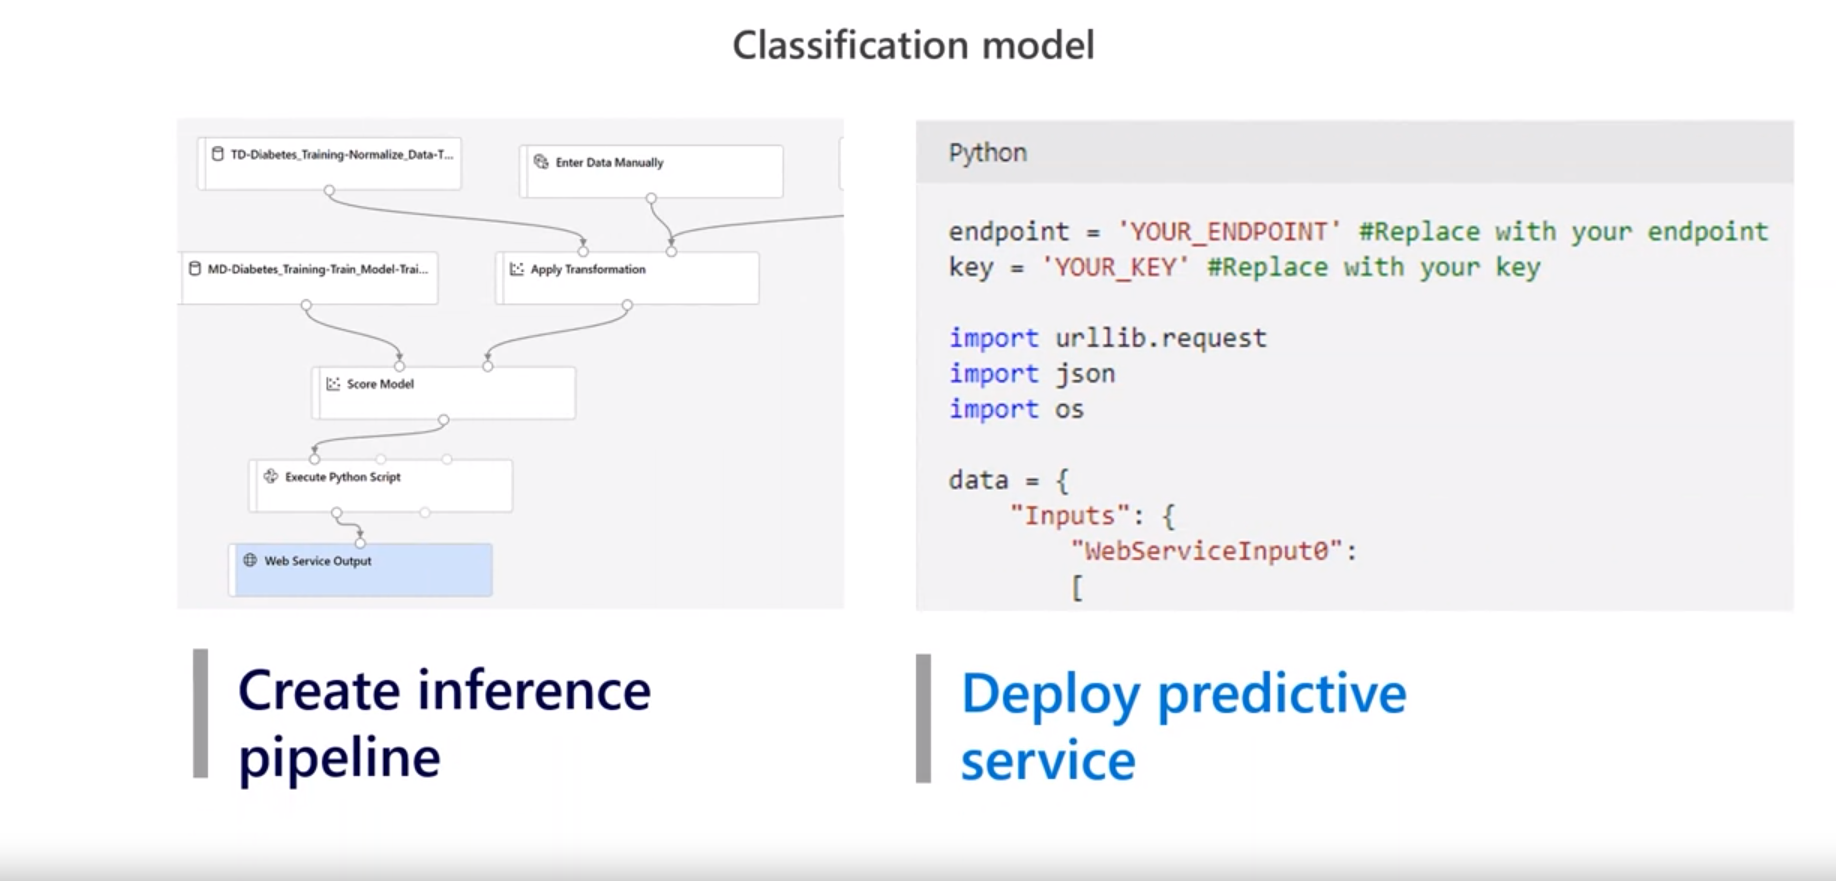 Classification model
TD-Diabetes_Training-Normalize_Data-T...
Enter Data Manually
MD-Diabetes_Training-Train_Model-Trai...
Apply Transformation
Score Model
Execute Python Script
Web Service Output
Create inference
pipeline
Python
endpoint = 'YOUR_ENDPOINT' #Replace with your endpoint
key = 'YOUR_KEY' #Replace with your key
import urllib.request
import json
import os
data = {
"Inputs": {
"WebServiceInput0":
[
Deploy predictive
service